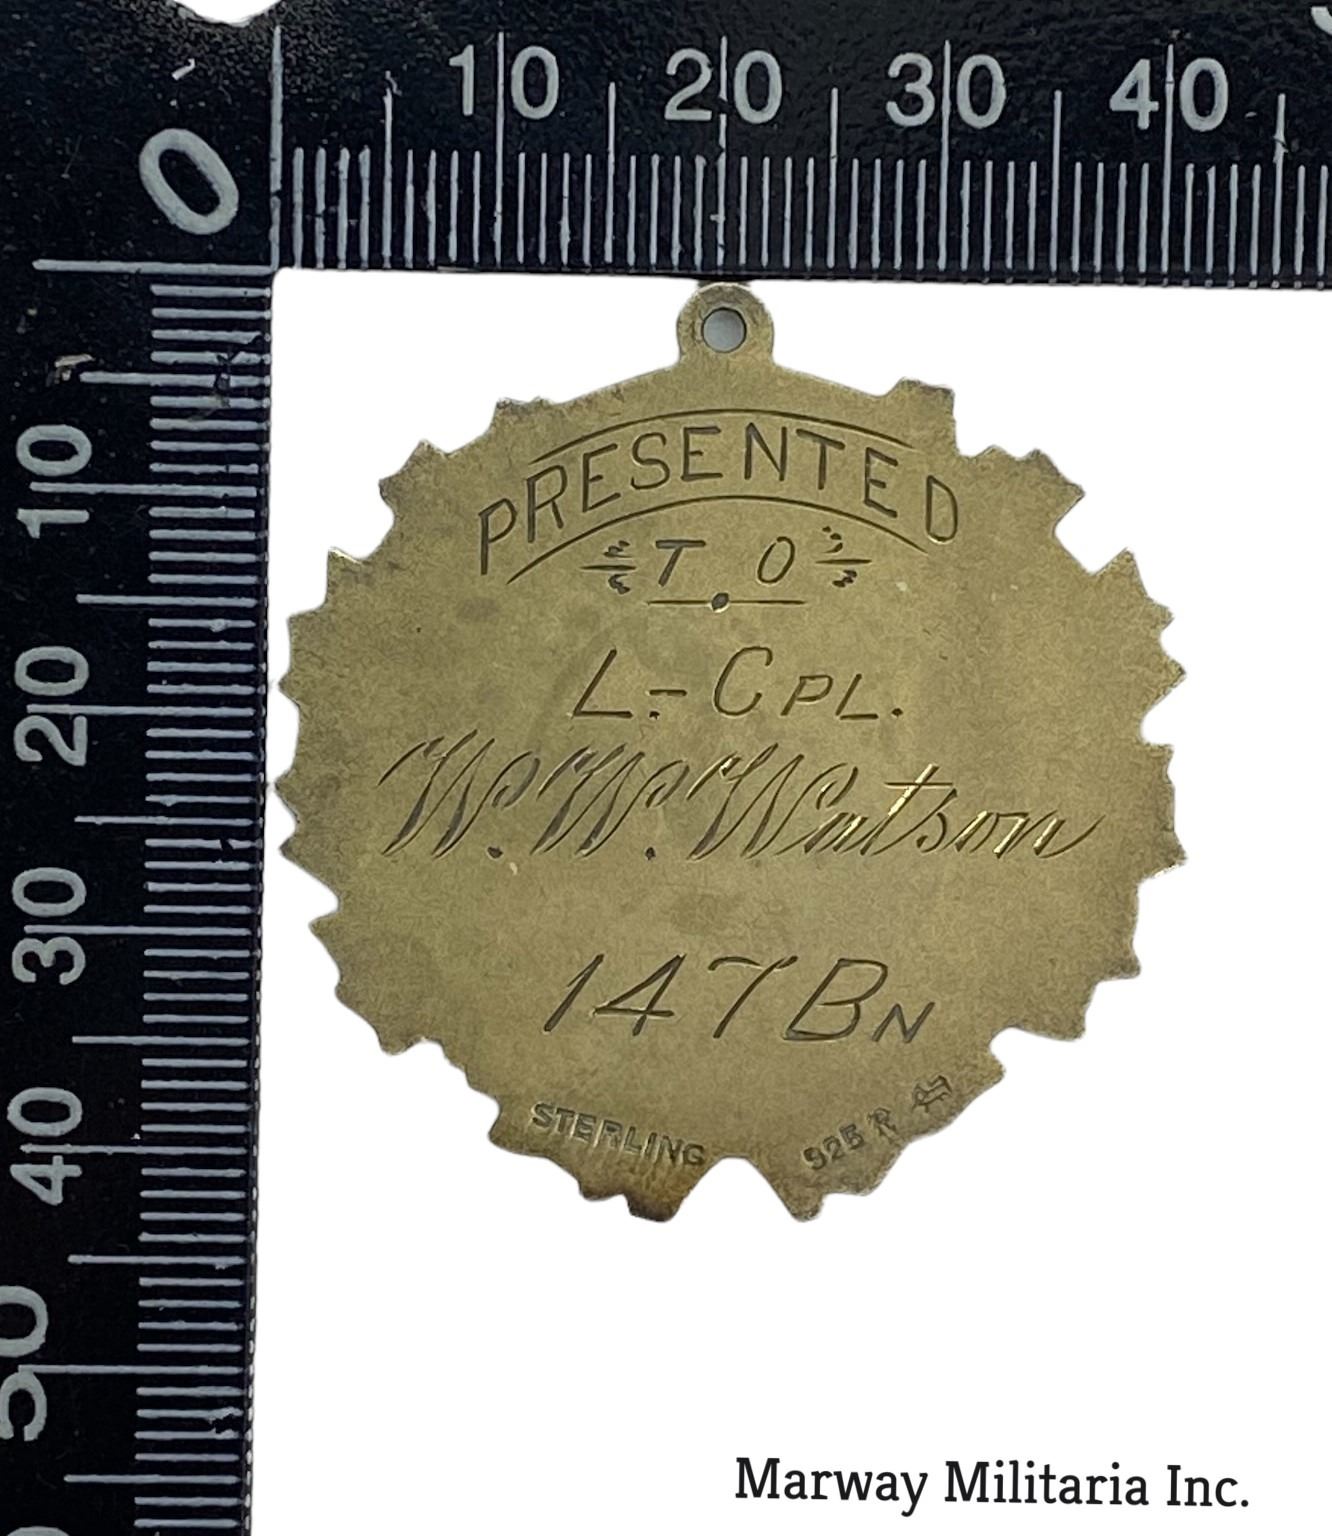 0 10 20 30 40
10
20
30
40
50
PRESENTED
TO
L.-CPL.
W. W. Watson
147 BN
STERLING 925
Marway Militaria Inc.